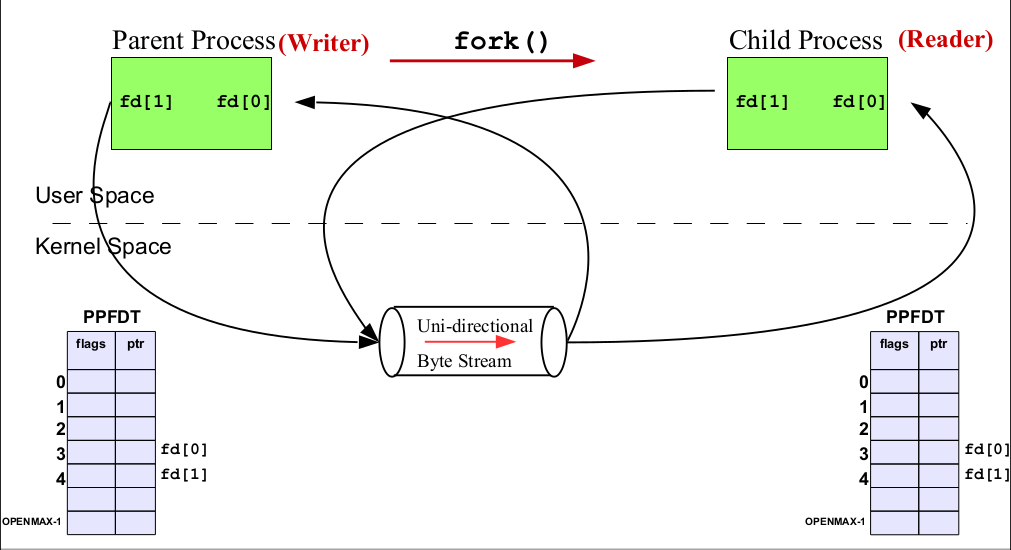 Parent Process (Writer)
fork()
Child Process (Reader)
fd[1] fd[0]
fd[1] fd[0]
User Space
Kernel Space
Uni-directional
Byte Stream
PPFDT
flags ptr
0
1
2
3 fd[0]
4 fd[1]
OPENMAX-1
PPFDT
flags ptr
0
1
2
3 fd[0]
4 fd[1]
OPENMAX-1